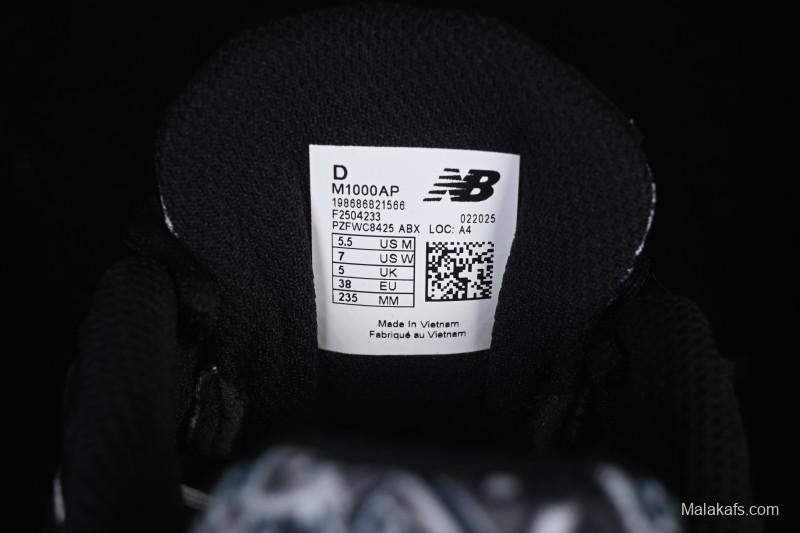 D
M1000AP
NB
198686821566
F2504233
022025
PZFWC8425 ABX LOC: A4
5.5 US M
7 US W
5 UK
38 EU
235 MM
Made In Vietnam
Fabriqué au Vietnam
Malakafs.com